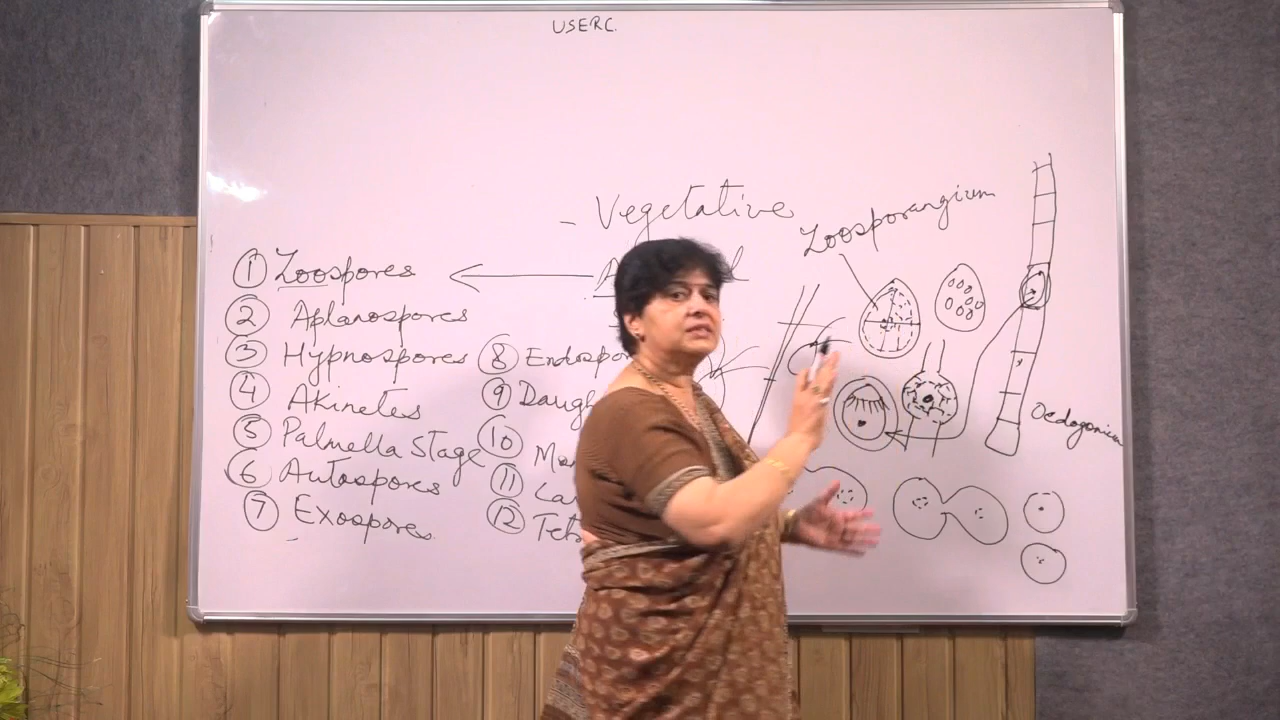 USERC.
- Vegetative
Zoosporangium
① Zoospores
② Aplanospores
③ Hypnospores
④ Akinetes
⑤ Palmella Stage
⑥ Autospores
⑦ Exospores
⑧
⑨
⑩
⑪
⑫
Oedogonium